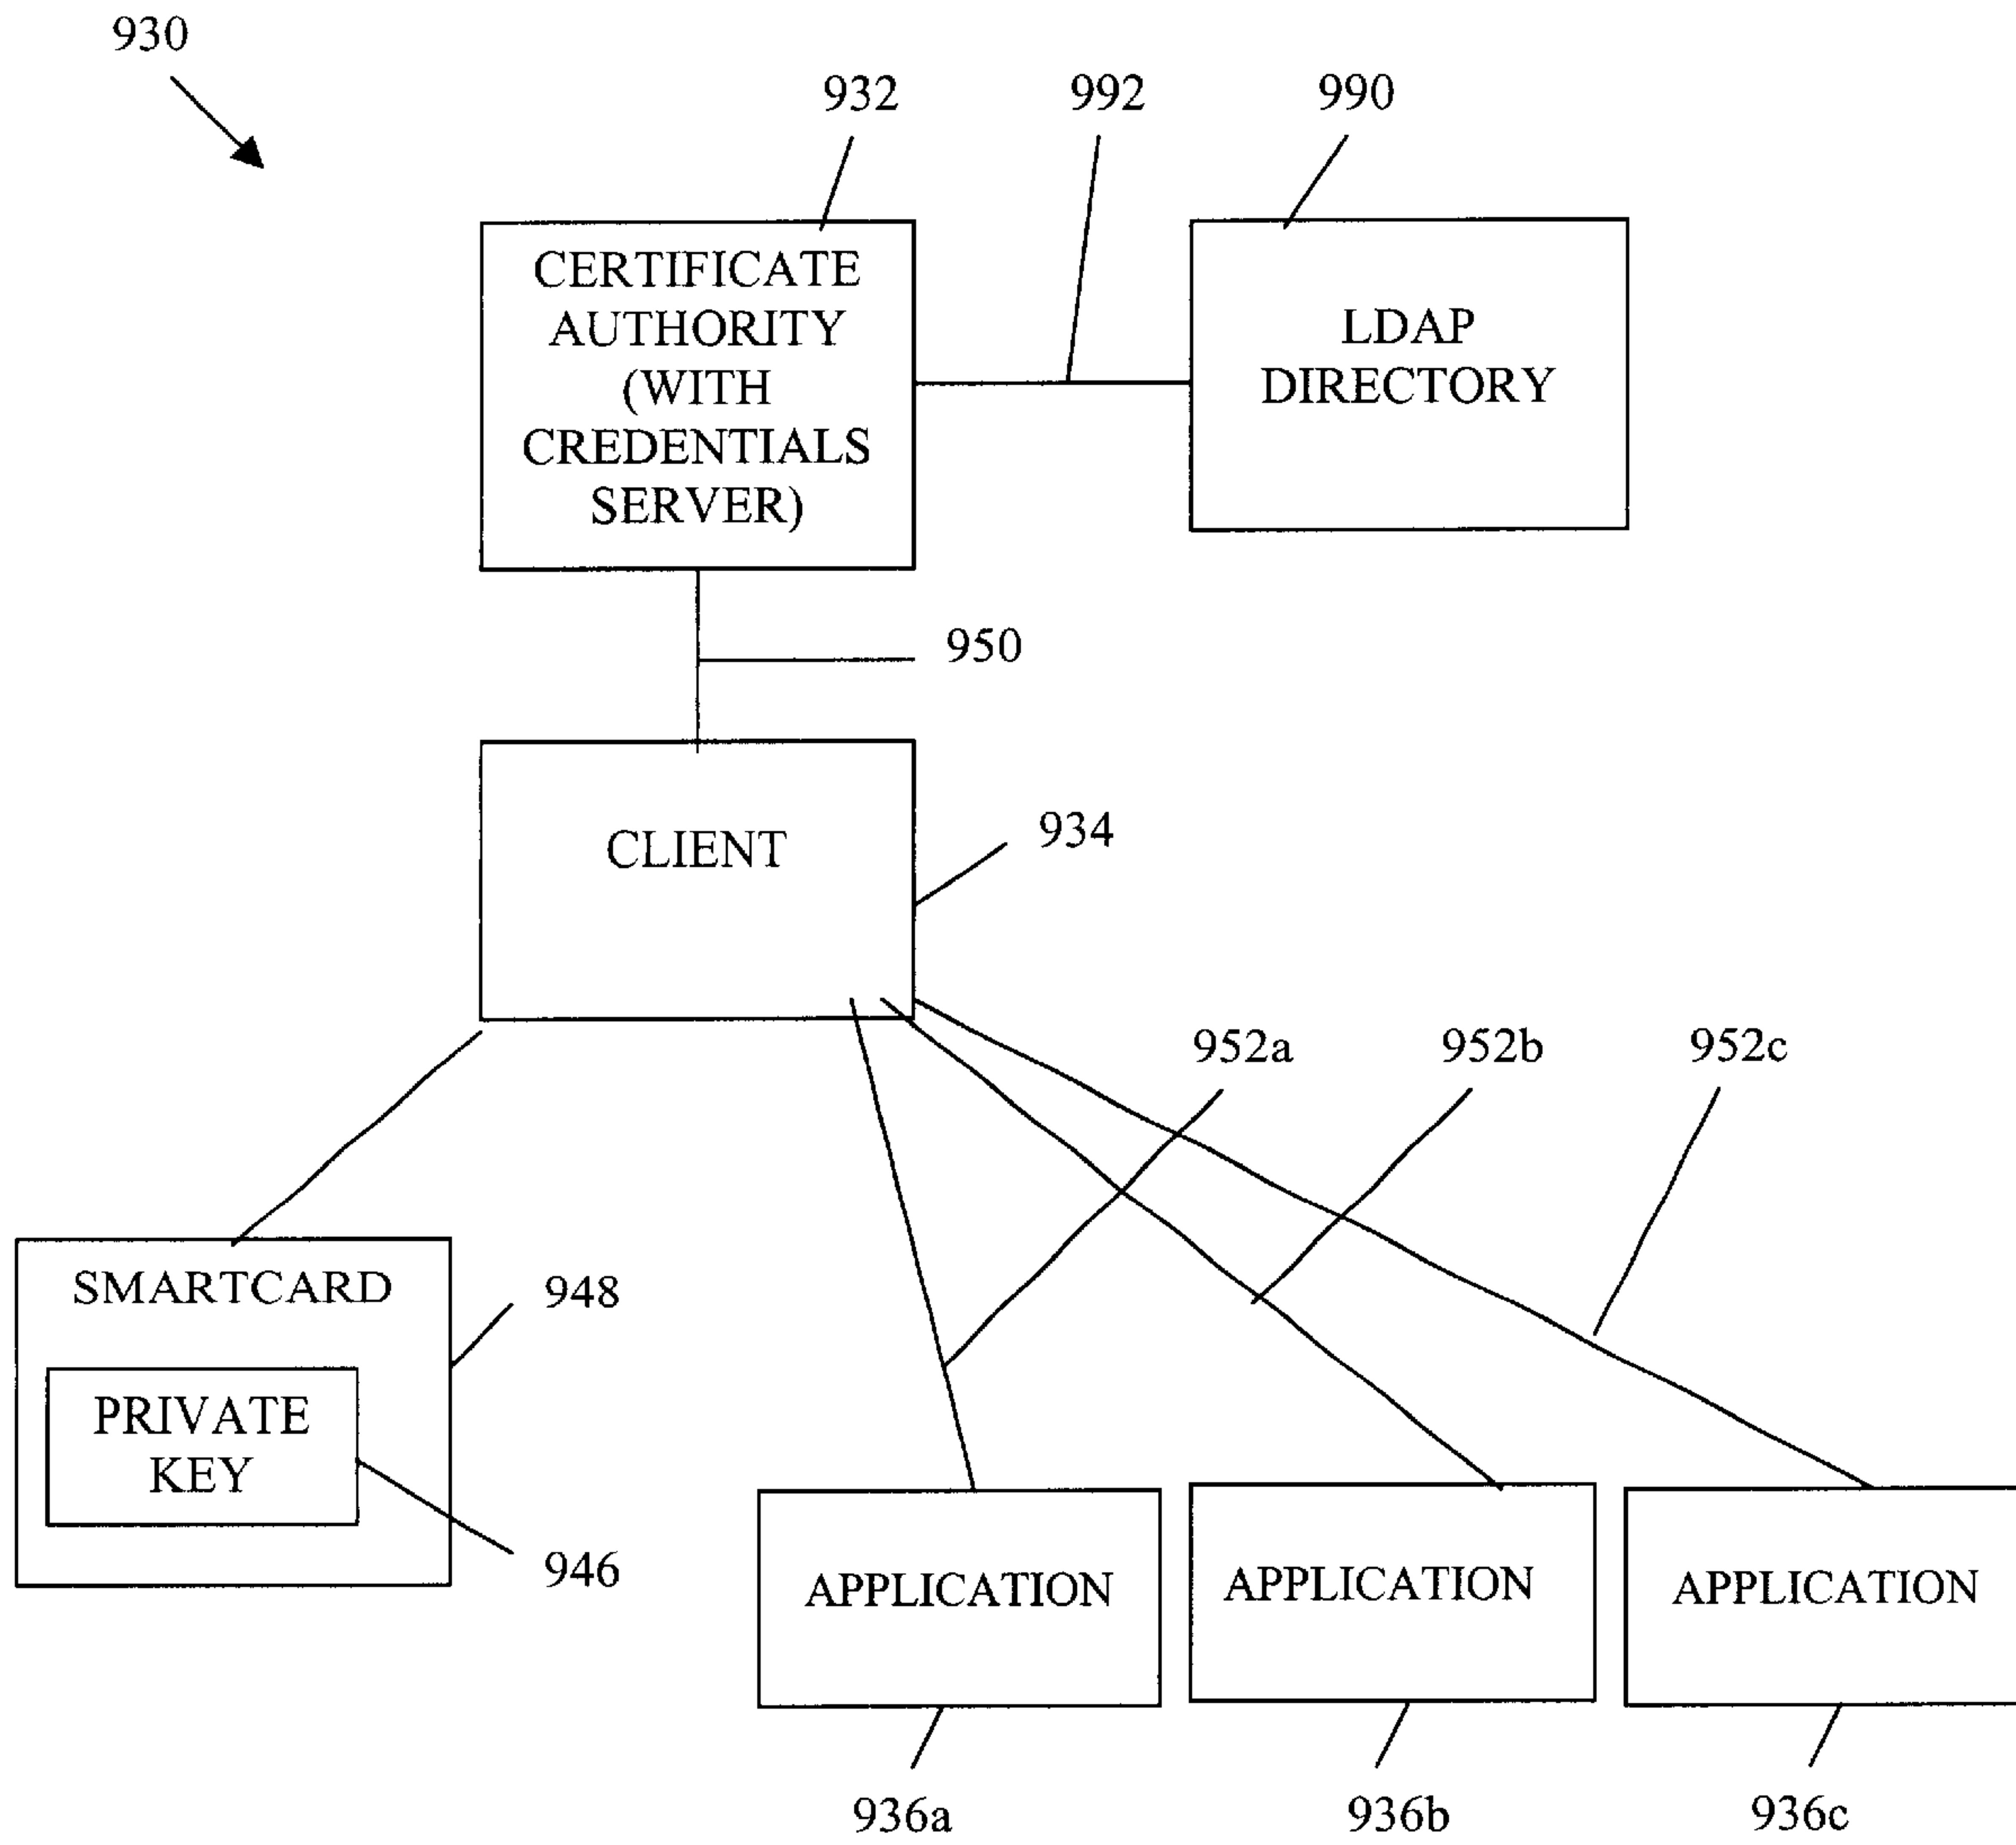 930
932
992
990
CERTIFICATE
AUTHORITY
(WITH
CREDENTIALS
SERVER)
LDAP
DIRECTORY
950
CLIENT
934
952a
952b
952c
SMARTCARD
948
PRIVATE
KEY
946
APPLICATION
APPLICATION
APPLICATION
936a
936b
936c